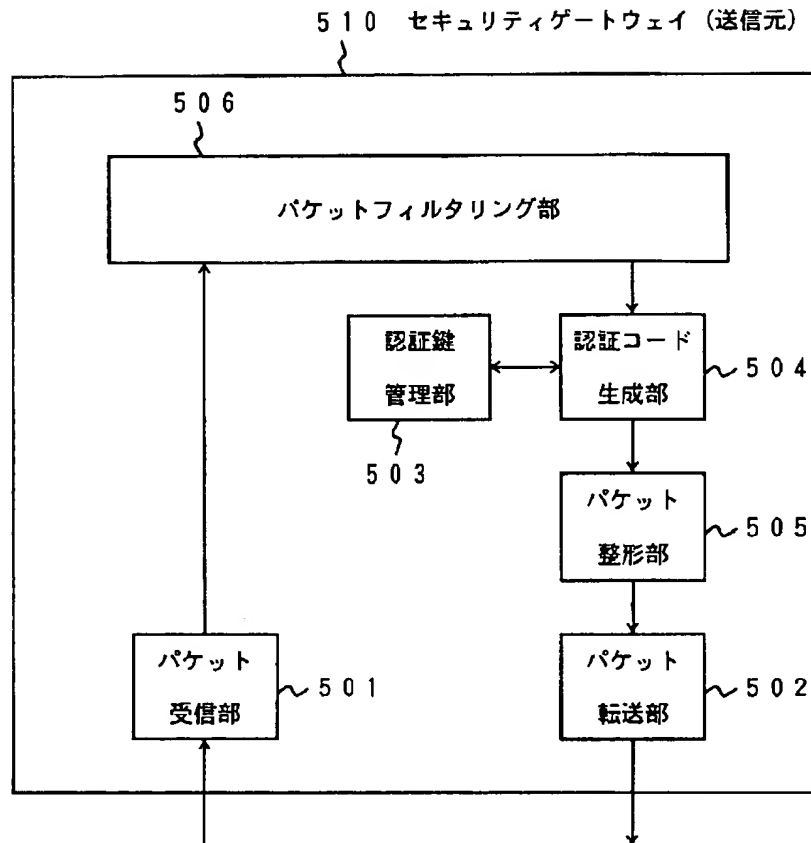 ５１０ セキュリティゲートウェイ（送信元）
５０６
パケットフィルタリング部
認証鍵
管理部
５０３
認証コード
生成部
５０４
パケット
整形部
５０５
パケット
受信部
５０１
パケット
転送部
５０２